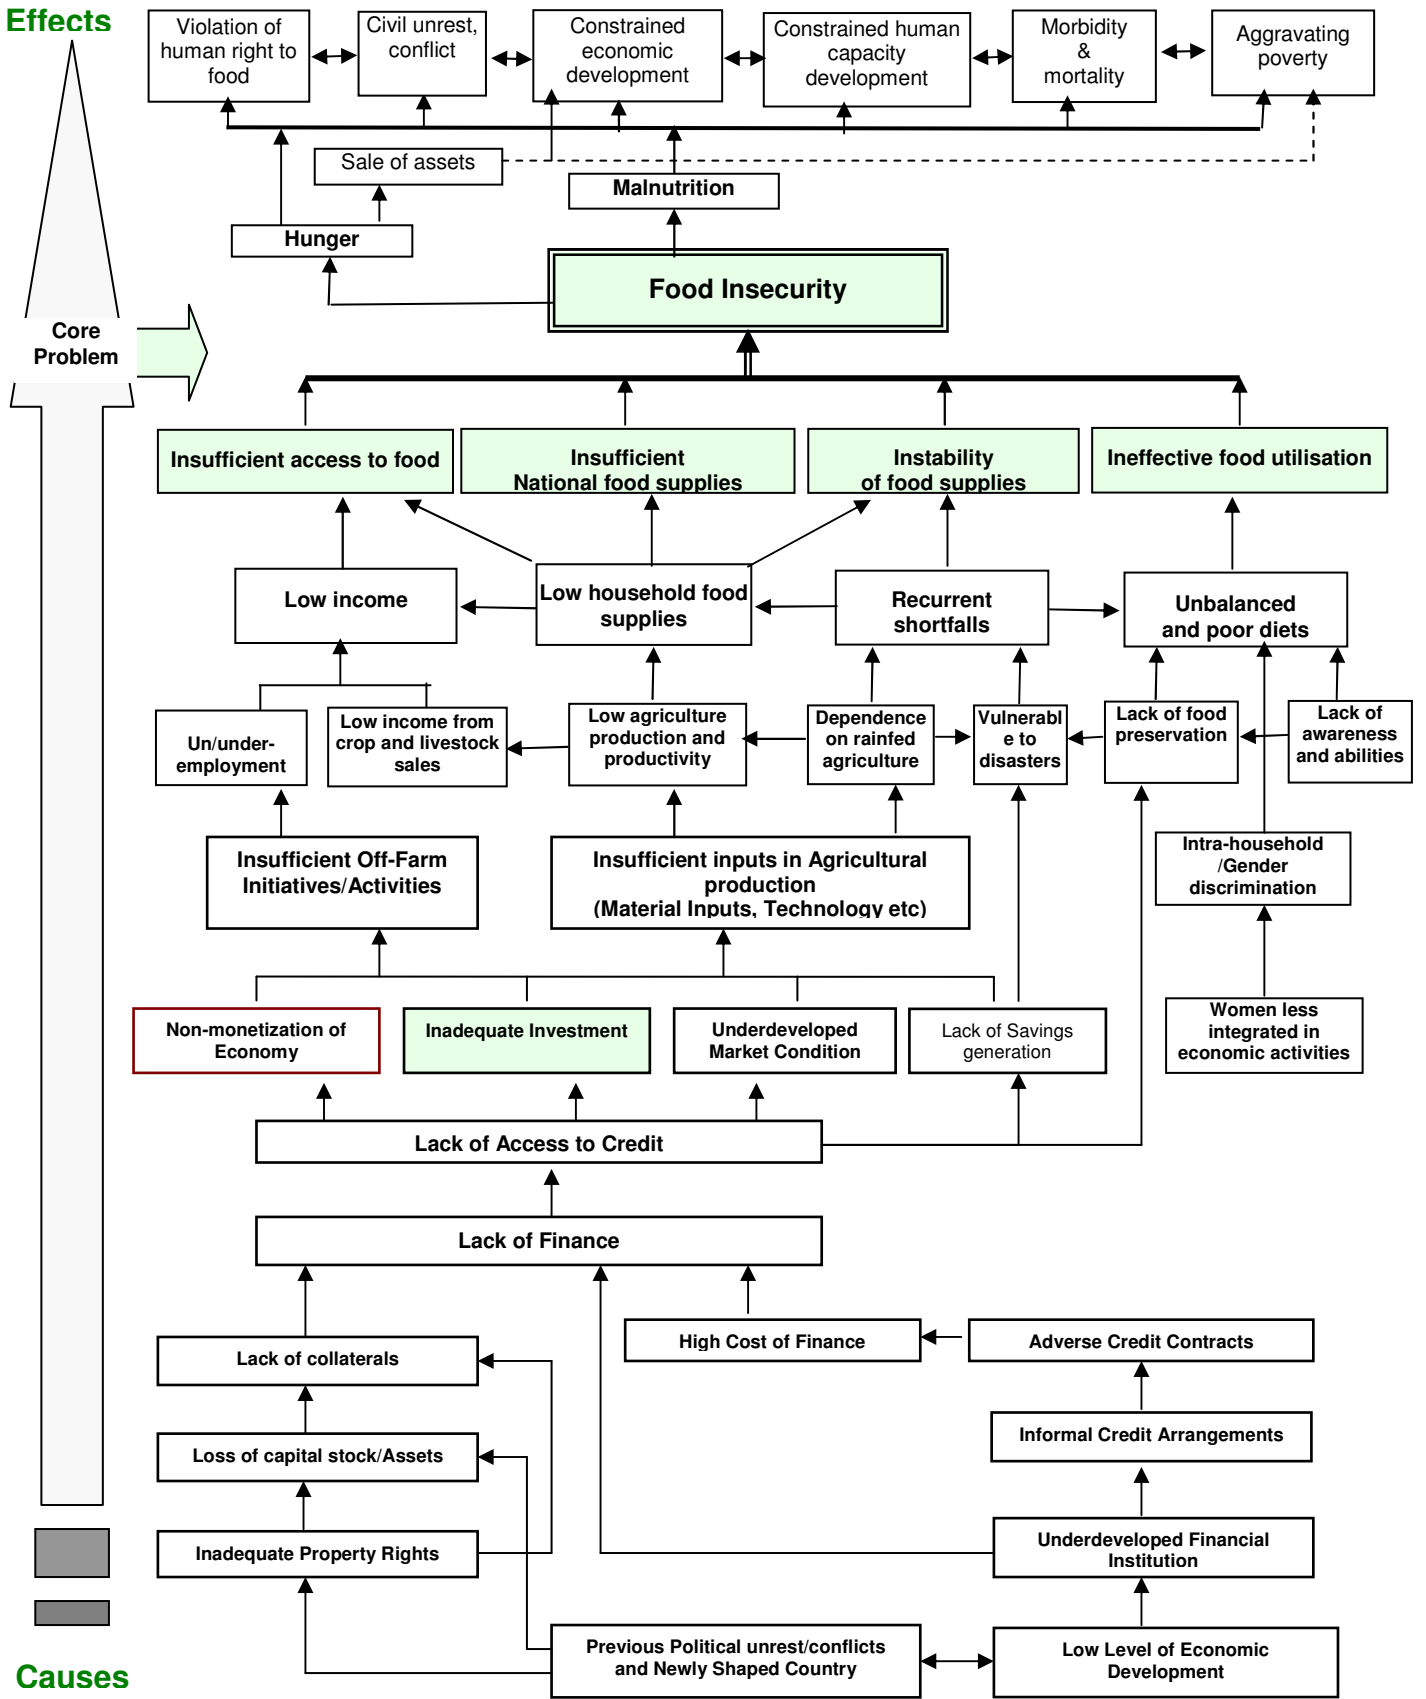 Effects
Violation of
human right to
food
Civil unrest,
conflict
Constrained
economic
development
Constrained human
capacity
development
Morbidity
&
mortality
Aggravating
poverty
Sale of assets
Malnutrition
Hunger
Food Insecurity
Core
Problem
Insufficient access to food
Insufficient
National food supplies
Instability
of food supplies
Ineffective food utilisation
Low income
Low household food
supplies
Recurrent
shortfalls
Unbalanced
and poor diets
Un/under-
employment
Low income from
crop and livestock
sales
Low agriculture
production and
productivity
Dependence
on rainfed
agriculture
Vulnerabl
e to
disasters
Lack of food
preservation
Lack of
awareness
and abilities
Insufficient Off-Farm
Initiatives/Activities
Insufficient inputs in Agricultural
production
(Material Inputs, Technology etc)
Intra-household
/Gender
discrimination
Non-monetization of
Economy
Inadequate Investment
Underdeveloped
Market Condition
Lack of Savings
generation
Women less
integrated in
economic activities
Lack of Access to Credit
Lack of Finance
High Cost of Finance
Adverse Credit Contracts
Lack of collaterals
Informal Credit Arrangements
Loss of capital stock/Assets
Inadequate Property Rights
Underdeveloped Financial
Institution
Previous Political unrest/conflicts
and Newly Shaped Country
Low Level of Economic
Development
Causes